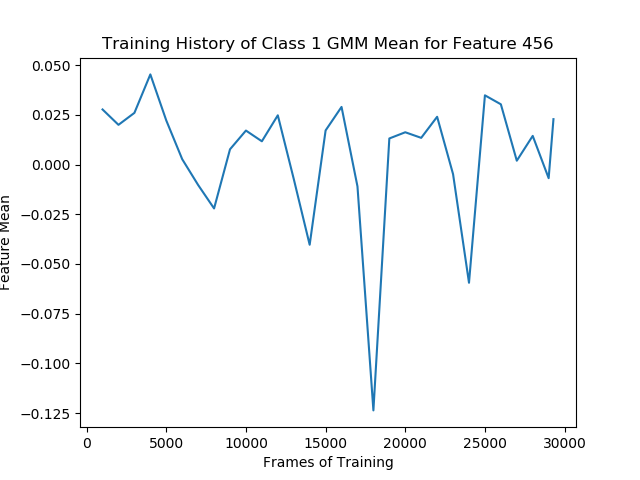 Training History of Class 1 GMM Mean for Feature 456
0.050
0.025
0.000
−0.025
−0.050
−0.075
−0.100
−0.125
Feature Mean
0 5000 10000 15000 20000 25000 30000
Frames of Training